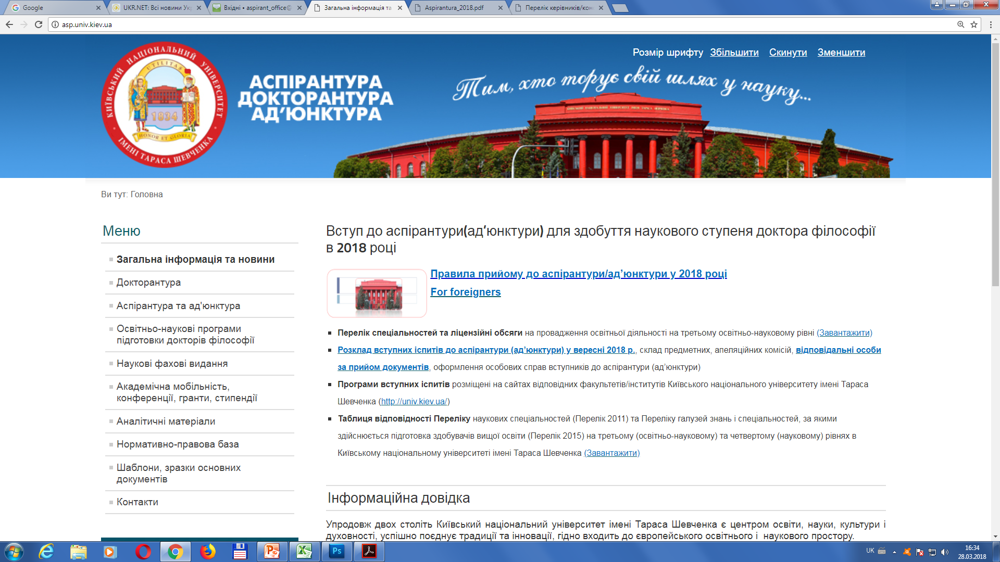 Google
UKR.NET: Всі новини Укр
Вхідні • aspirant_office@
Загальна інформація та
Aspirantura_2018.pdf
Перелік керівників/конс
asp.univ.kiev.ua
Розмір шрифту Збільшити Скинути Зменшити
КИЇВСЬКИЙ НАЦІОНАЛЬНИЙ УНІВЕРСИТЕТ
ІМЕНІ ТАРАСА ШЕВЧЕНКА
UTILITAS
1834
HONOR ET GLORIA
АСПІРАНТУРА
ДОКТОРАНТУРА
АД'ЮНКТУРА
Тим, хто торує свій шлях у науку...
КИЇВСЬКИЙ НАЦІОНАЛЬНИЙ УНІВЕРСИТЕТ ІМЕНІ ТАРАСА ШЕВЧЕНКА
Ви тут: Головна
Меню
Загальна інформація та новини
Докторантура
Аспірантура та ад'юнктура
Освітньо-наукові програми
підготовки докторів філософії
Наукові фахові видання
Академічна мобільність,
конференції, гранти, стипендії
Аналітичні матеріали
Нормативно-правова база
Шаблони, зразки основних
документів
Контакти
Вступ до аспірантури(ад’юнктури) для здобуття наукового ступеня доктора філософії
в 2018 році
Правила прийому до аспірантури/ад’юнктури у 2018 році
For foreigners
Перелік спеціальностей та ліцензійні обсяги на провадження освітньої діяльності на третьому освітньо-науковому рівні (Завантажити)
Розклад вступних іспитів до аспірантури (ад’юнктури) у вересні 2018 р., склад предметних, апеляційних комісій, відповідальні особи
за прийом документів, оформлення особових справ вступників до аспірантури (ад’юнктури)
Програми вступних іспитів розміщені на сайтах відповідних факультетів/інститутів Київського національного університету імені Тараса
Шевченка (http://univ.kiev.ua/)
Таблиця відповідності Переліку наукових спеціальностей (Перелік 2011) та Переліку галузей знань і спеціальностей, за якими
здійснюється підготовка здобувачів вищої освіти (Перелік 2015) на третьому (освітньо-науковому) та четвертому (науковому) рівнях в
Київському національному університеті імені Тараса Шевченка (Завантажити)
Інформаційна довідка
Упродовж двох століть Київський національний університет імені Тараса Шевченка є центром освіти, науки, культури і
духовності, успішно поєднує традиції та інновації, гідно входить до європейського освітнього і наукового простору.
Ps
UK
16:34
28.03.2018